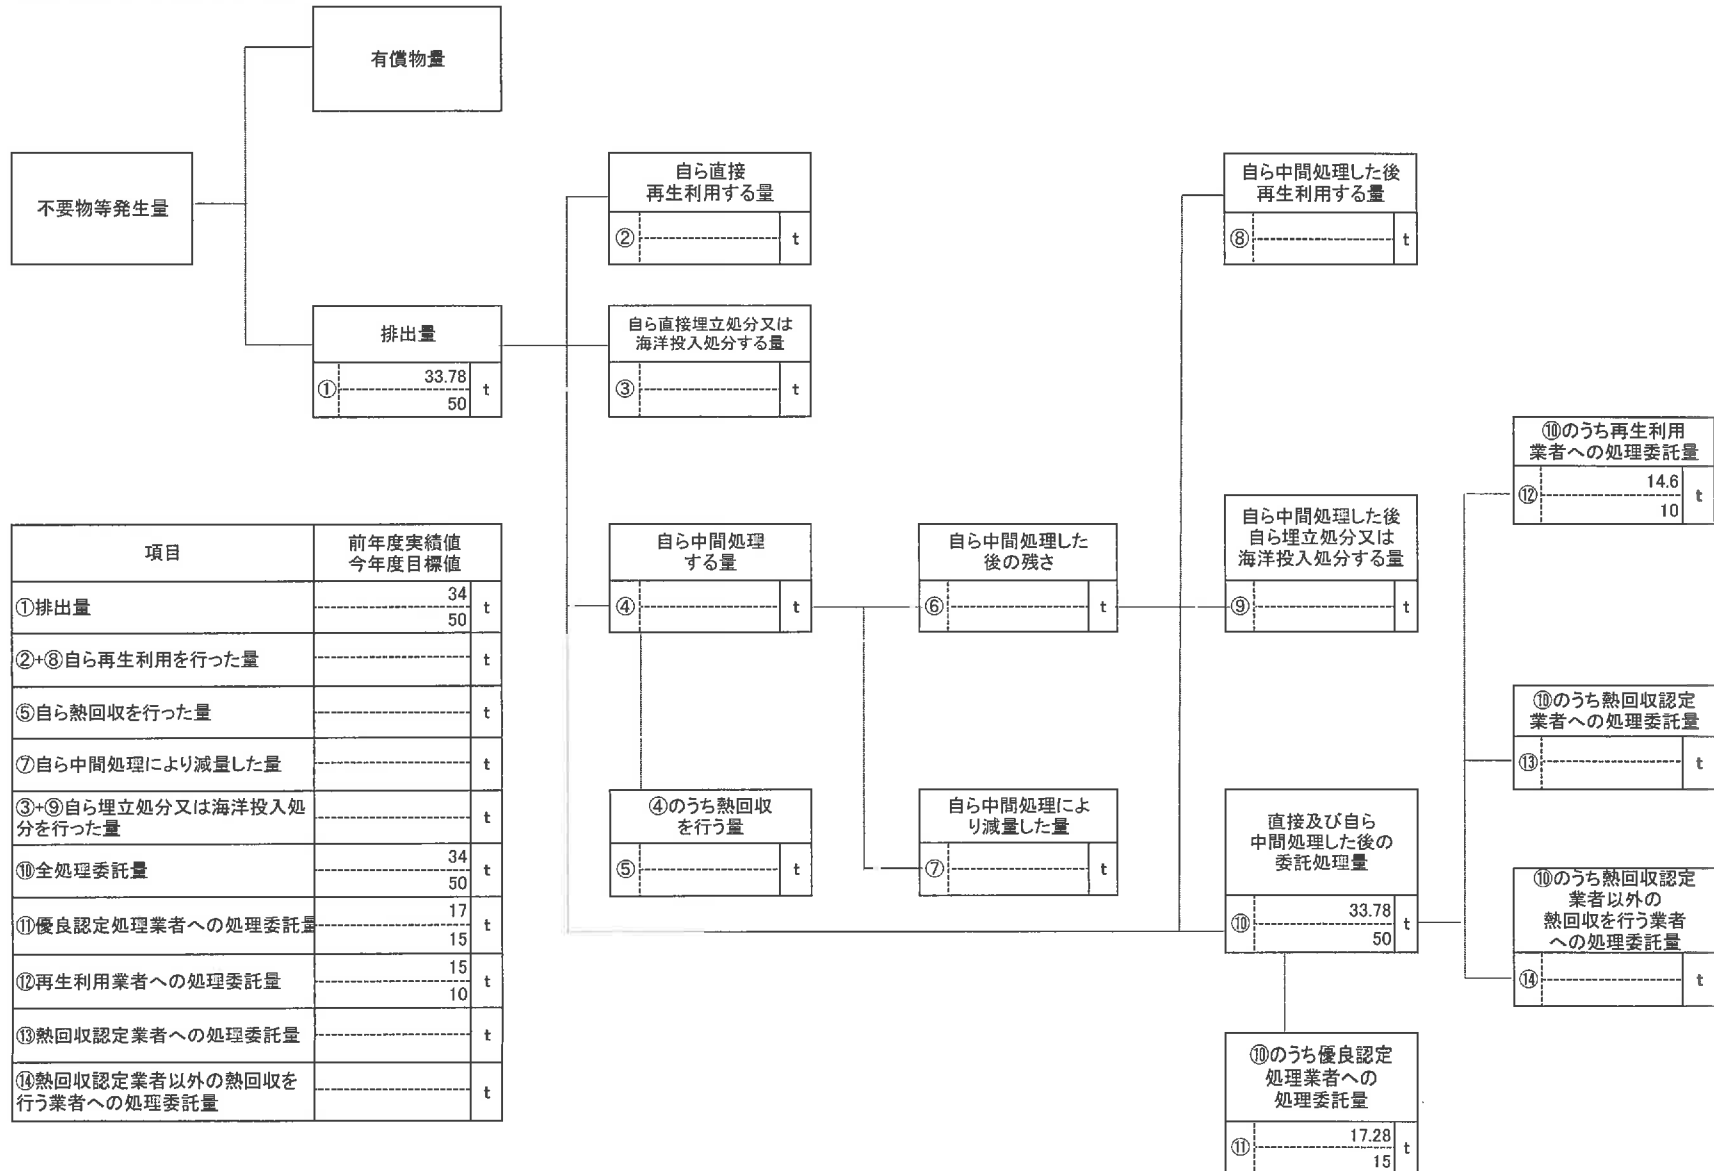 有償物量
不要物等発生量
排出量
①
33.78
50
t
自ら直接
再生利用する量
②
t
自ら直接埋立処分又は
海洋投入処分する量
③
t
自ら中間処理
する量
④
t
④のうち熱回収
を行う量
⑤
t
自ら中間処理した
後の残さ
⑥
t
自ら中間処理によ
り減量した量
⑦
t
自ら中間処理した後
再生利用する量
⑧
t
自ら中間処理した後
自ら埋立処分又は
海洋投入処分する量
⑨
t
直接及び自ら
中間処理した後の
委託処理量
⑩
33.78
50
t
⑩のうち優良認定
処理業者への
処理委託量
⑪
17.28
15
t
⑩のうち再生利用
業者への処理委託量
⑫
14.6
10
t
⑩のうち熱回収認定
業者への処理委託量
⑬
t
⑩のうち熱回収認定
業者以外の
熱回収を行う業者
への処理委託量
⑭
t
項目
前年度実績値
今年度目標値
①排出量
34
50
t
②+⑧自ら再生利用を行った量
t
⑤自ら熱回収を行った量
t
⑦自ら中間処理により減量した量
t
③+⑨自ら埋立処分又は海洋投入処
分を行った量
t
⑩全処理委託量
34
50
t
⑪優良認定処理業者への処理委託量
17
15
t
⑫再生利用業者への処理委託量
15
10
t
⑬熱回収認定業者への処理委託量
t
⑭熱回収認定業者以外の熱回収を
行う業者への処理委託量
t